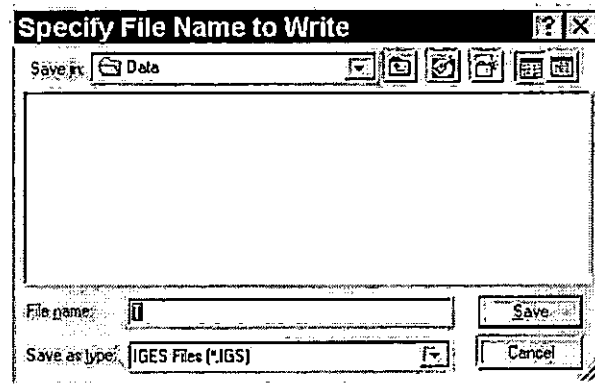 Specify File Name to Write
Save in: Data
File name: T
Save as type: IGES Files (*.IGS)
Save
Cancel